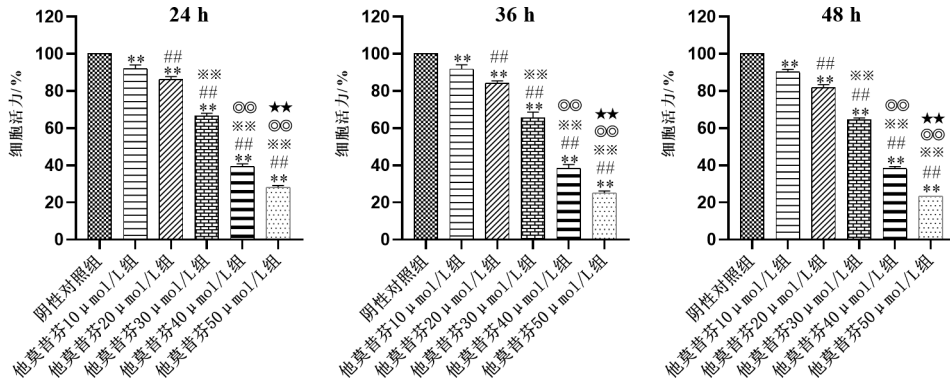 24 h
细胞活力/%
120
100
80
60
40
20
0
**
##
**
※※
##
**
◎◎
※※
##
**
★★
◎◎
※※
##
**
阴性对照组
他莫昔芬10 μmol/L组
他莫昔芬20 μmol/L组
他莫昔芬30 μmol/L组
他莫昔芬40 μmol/L组
他莫昔芬50 μmol/L组
36 h
细胞活力/%
120
100
80
60
40
20
0
**
##
**
※※
##
**
◎◎
※※
##
**
★★
◎◎
※※
##
**
阴性对照组
他莫昔芬10 μmol/L组
他莫昔芬20 μmol/L组
他莫昔芬30 μmol/L组
他莫昔芬40 μmol/L组
他莫昔芬50 μmol/L组
48 h
细胞活力/%
120
100
80
60
40
20
0
**
##
**
※※
##
**
◎◎
※※
##
**
★★
◎◎
※※
##
**
阴性对照组
他莫昔芬10 μmol/L组
他莫昔芬20 μmol/L组
他莫昔芬30 μmol/L组
他莫昔芬40 μmol/L组
他莫昔芬50 μmol/L组